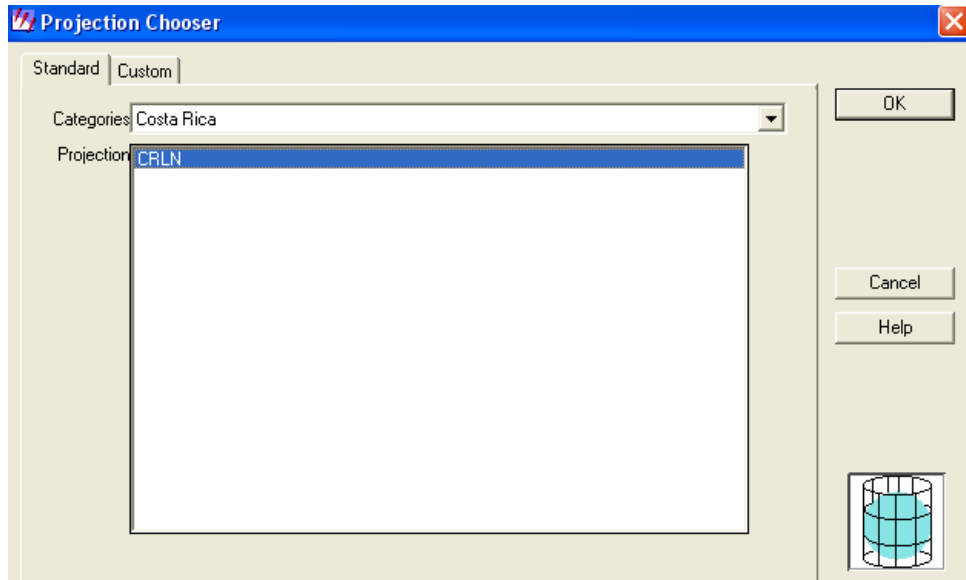 Projection Chooser
Standard
Custom
Categories Costa Rica
Projection CRLN
OK
Cancel
Help